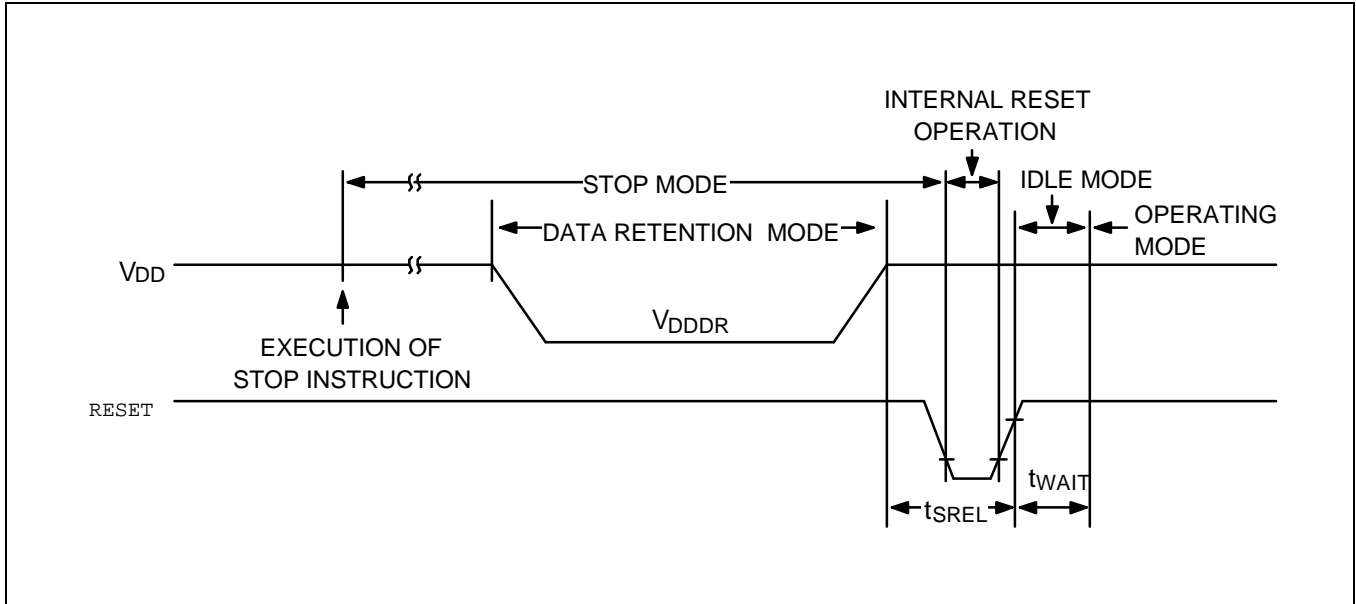 INTERNAL RESET
OPERATION
STOP MODE
IDLE MODE
DATA RETENTION MODE
OPERATING
MODE
VDD
VDDDR
EXECUTION OF
STOP INSTRUCTION
RESET
tWAIT
tSREL